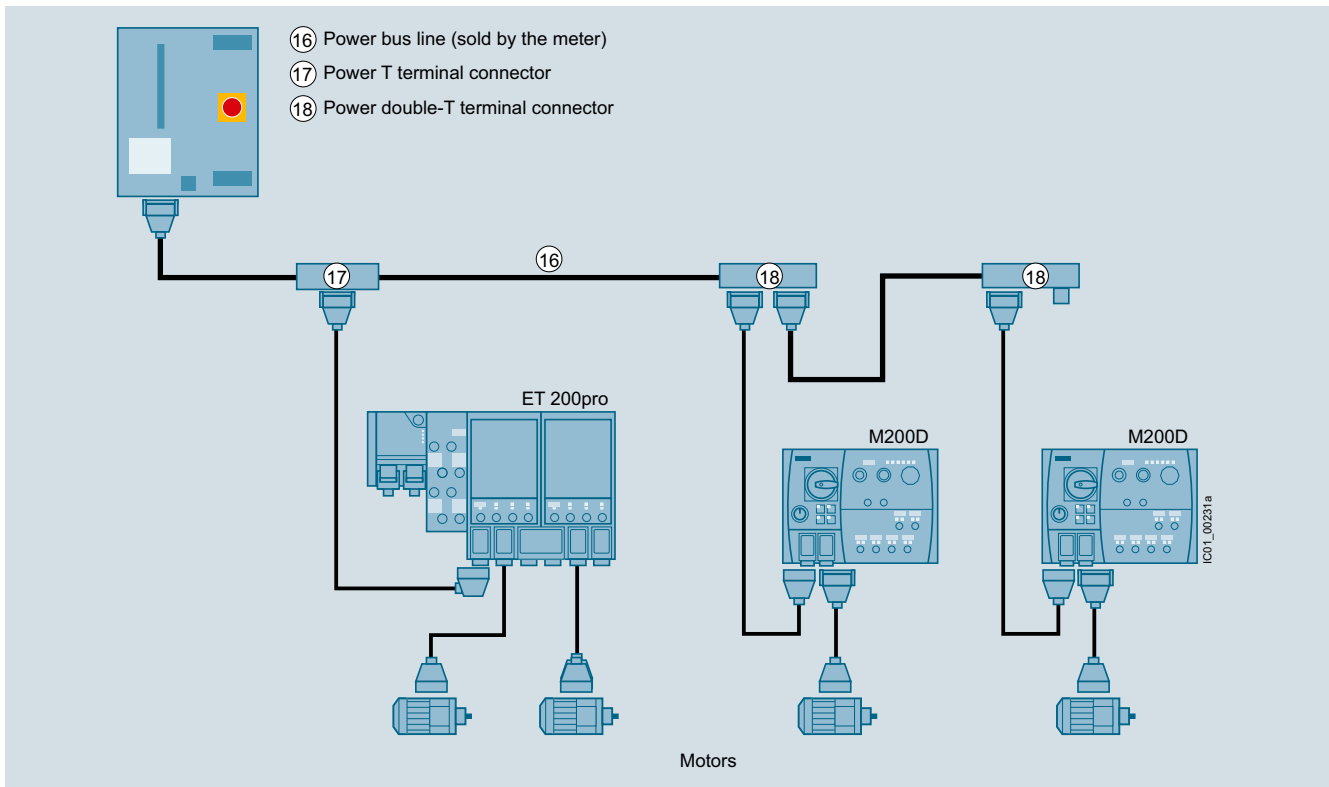 16 Power bus line (sold by the meter)
17 Power T terminal connector
18 Power double-T terminal connector
16
17
18
18
ET 200pro
M200D
M200D
IC01_00231a
Motors